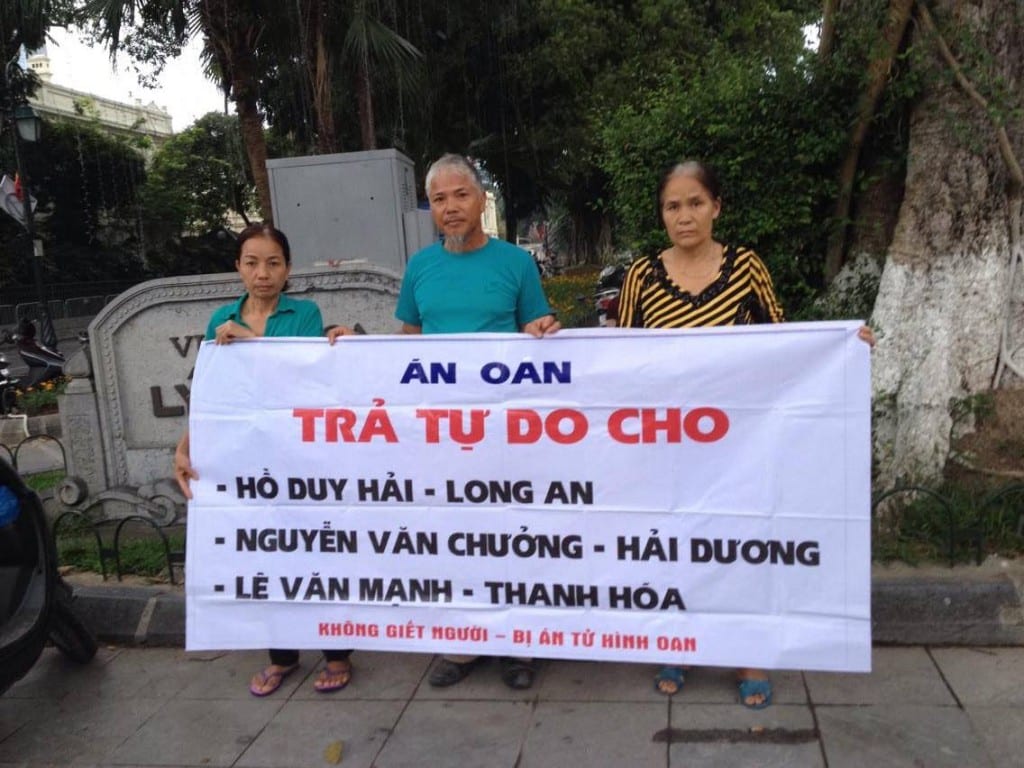 ÁN OAN
TRẢ TỰ DO CHO
- HỒ DUY HẢI - LONG AN
- NGUYỄN VĂN CHƯỞNG - HẢI DƯƠNG
- LÊ VĂN MẠNH - THANH HÓA
KHÔNG GIẾT NGƯỜI – BỊ ÁN TỬ HÌNH OAN